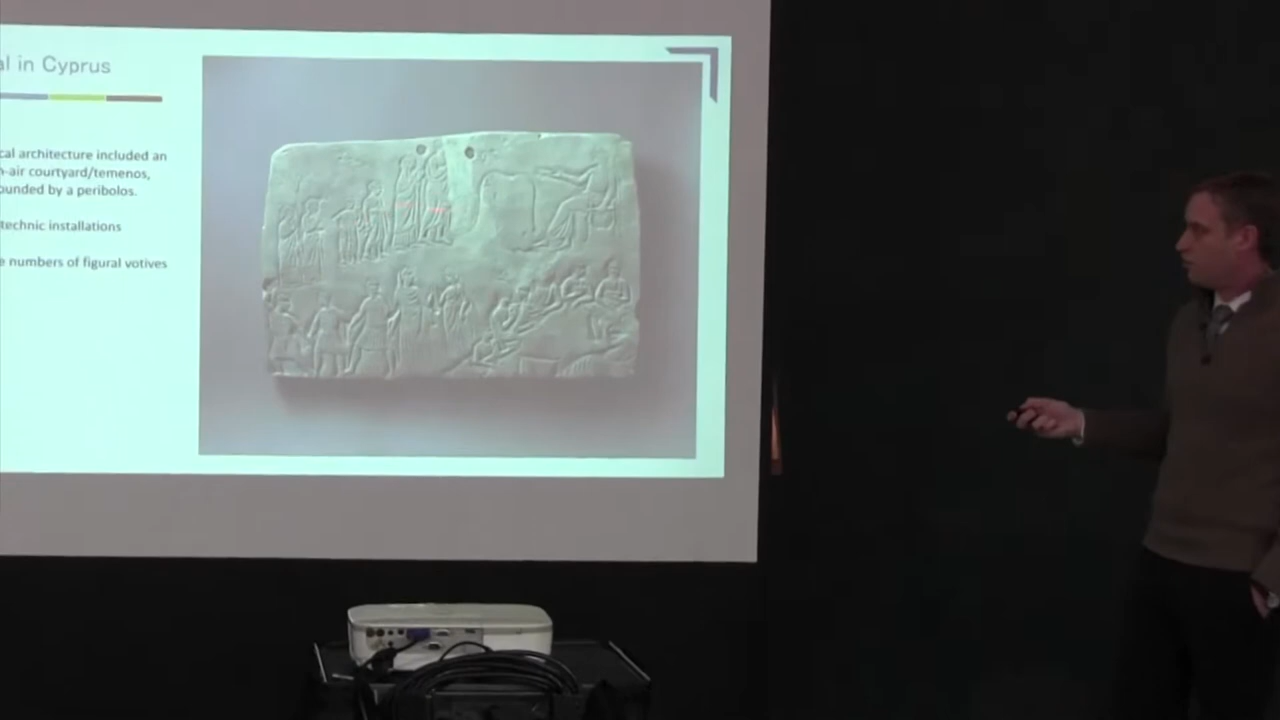 al in Cyprus
cal architecture included an
n-air courtyard/temenos,
ounded by a peribolos.
technic installations
e numbers of figural votives